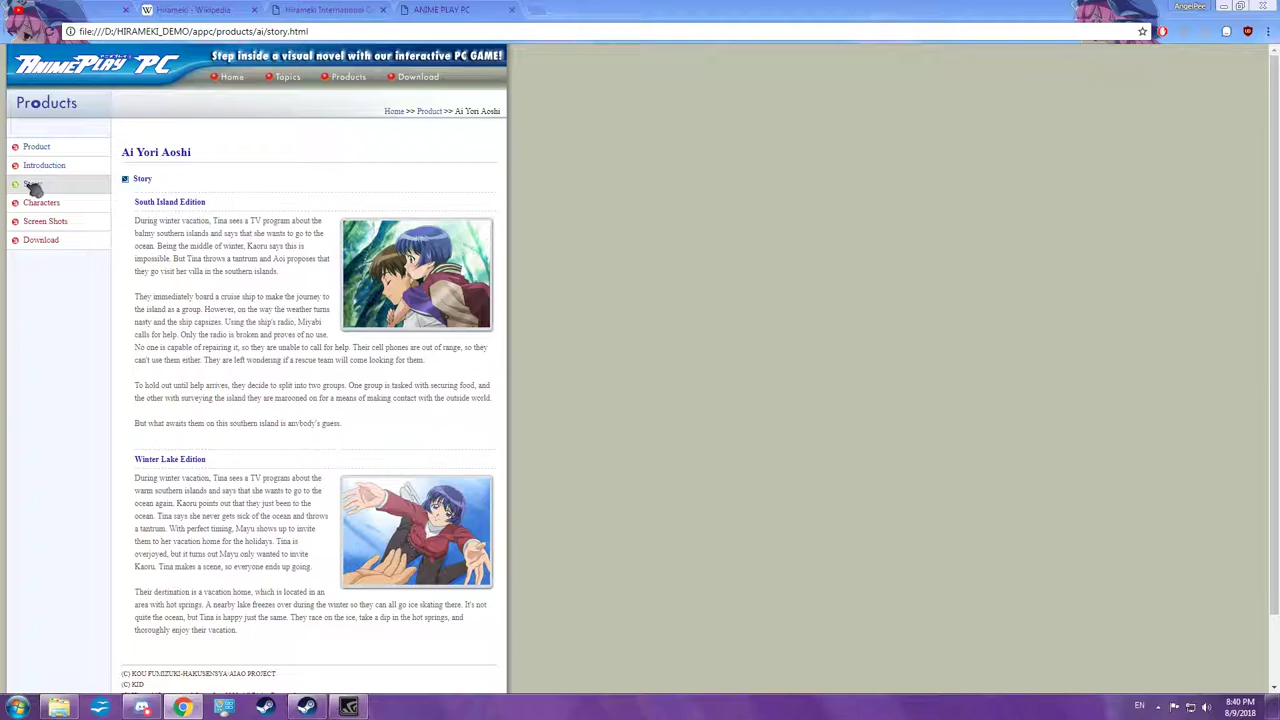 Hirameki - Wikipedia
Hirameki International G
ANIME PLAY PC
AngelPee
file:///D:/HIRAMEKI_DEMO/appc/products/ai/story.html
ANIMEPLAY PC
Step inside a visual novel with our interactive PC GAME!
Home
Topics
Products
Download
Products
Home >> Product >> Ai Yori Aoshi
Product
Introduction
Characters
Screen Shots
Download
Ai Yori Aoshi
Story
South Island Edition
During winter vacation, Tina sees a TV program about the
balmy southern islands and says that she wants to go to the
ocean. Being the middle of winter, Kaoru says this is
impossible. But Tina throws a tantrum and Aoi proposes that
they go visit her villa in the southern islands.
They immediately board a cruise ship to make the journey to
the island as a group. However, on the way the weather turns
nasty and the ship capsizes. Using the ship's radio, Miyabi
calls for help. Only the radio is broken and proves of no use.
No one is capable of repairing it, so they are unable to call for help. Their cell phones are out of range, so they
can't use them either. They are left wondering if a rescue team will come looking for them.
To hold out until help arrives, they decide to split into two groups. One group is tasked with securing food, and
the other with surveying the island they are marooned on for a means of making contact with the outside world.
But what awaits them on this southern island is anybody's guess.
Winter Lake Edition
During winter vacation, Tina sees a TV program about the
warm southern islands and says that she wants to go to the
ocean again. Kaoru points out that they just been to the
ocean. Tina says she never gets sick of the ocean and throws
a tantrum. With perfect timing, Mayu shows up to invite
them to her vacation home for the holidays. Tina is
overjoyed, but it turns out Mayu only wanted to invite
Kaoru. Tina makes a scene, so everyone ends up going.
Their destination is a vacation home, which is located in an
area with hot springs. A nearby lake freezes over during the winter so they can all go ice skating there. It's not
quite the ocean, but Tina is happy just the same. They race on the ice, take a dip in the hot springs, and
thoroughly enjoy their vacation.
(C) KOU FUMIZUKI-HAKUSENSYA/AIAO PROJECT
(C) KID
EN
8:40 PM
8/9/2018